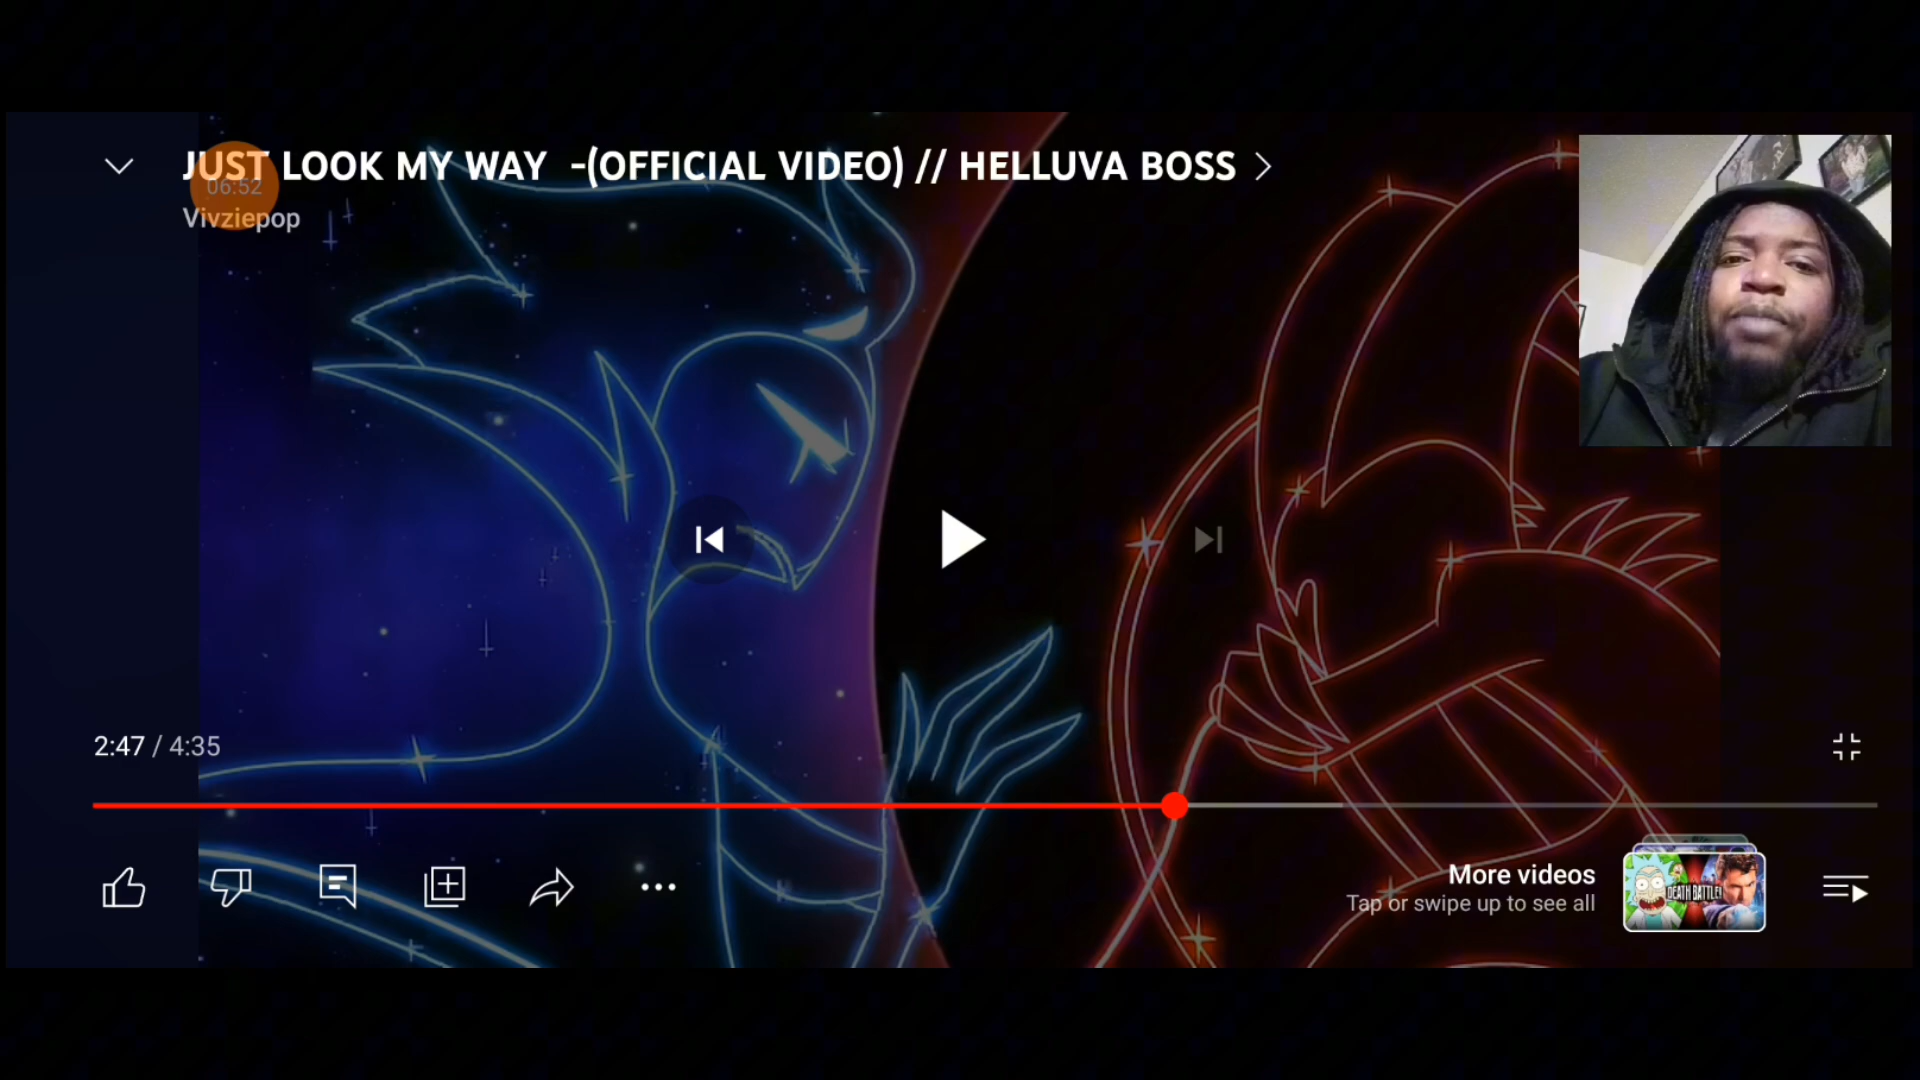 JUST LOOK MY WAY -(OFFICIAL VIDEO) // HELLUVA BOSS
06:52
Vivziepop
2:47 / 4:35
More videos
Tap or swipe up to see all
DEATH BATTLE!